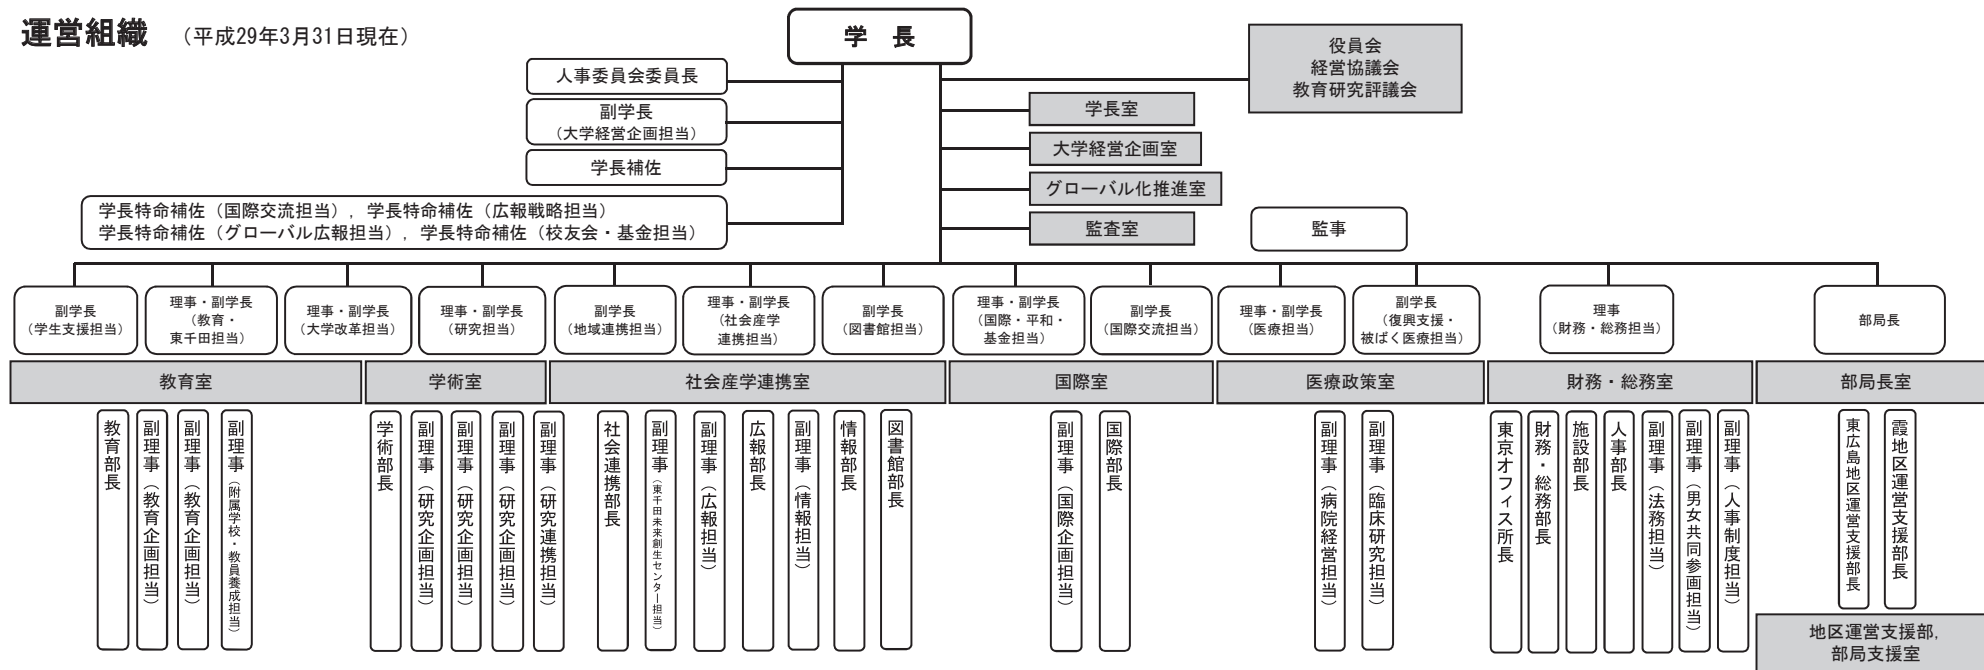 運営組織 (平成29年3月31日現在)
学 長
役員会
経営協議会
教育研究評議会
人事委員会委員長
副学長
(大学経営企画担当)
学長補佐
学長特命補佐(国際交流担当),学長特命補佐(広報戦略担当)
学長特命補佐(グローバル広報担当),学長特命補佐(校友会・基金担当)
学長室
大学経営企画室
グローバル化推進室
監査室
監事
副学長
(学生支援担当)
理事・副学長
(教育・
東千田担当)
理事・副学長
(大学改革担当)
理事・副学長
(研究担当)
副学長
(地域連携担当)
理事・副学長
(社会産学
連携担当)
副学長
(図書館担当)
理事・副学長
(国際・平和・
基金担当)
副学長
(国際交流担当)
理事・副学長
(医療担当)
副学長
(復興支援・
被ばく医療担当)
理事
(財務・総務担当)
部局長
教育室
学術室
社会産学連携室
国際室
医療政策室
財務・総務室
部局長室
教育部長
副理事(教育企画担当)
副理事(教育企画担当)
副理事(附属学校・教員養成担当)
学術部長
副理事(研究企画担当)
副理事(研究企画担当)
副理事(研究企画担当)
副理事(研究連携担当)
社会連携部長
副理事(東千田未来創生センター担当)
副理事(広報担当)
広報部長
副理事(情報担当)
情報部長
図書館部長
副理事(国際企画担当)
国際部長
副理事(病院経営担当)
副理事(臨床研究担当)
東京オフィス所長
財務・総務部長
施設部長
人事部長
副理事(法務担当)
副理事(男女共同参画担当)
副理事(人事制度担当)
東広島地区運営支援部長
霞地区運営支援部長
地区運営支援部,
部局支援室